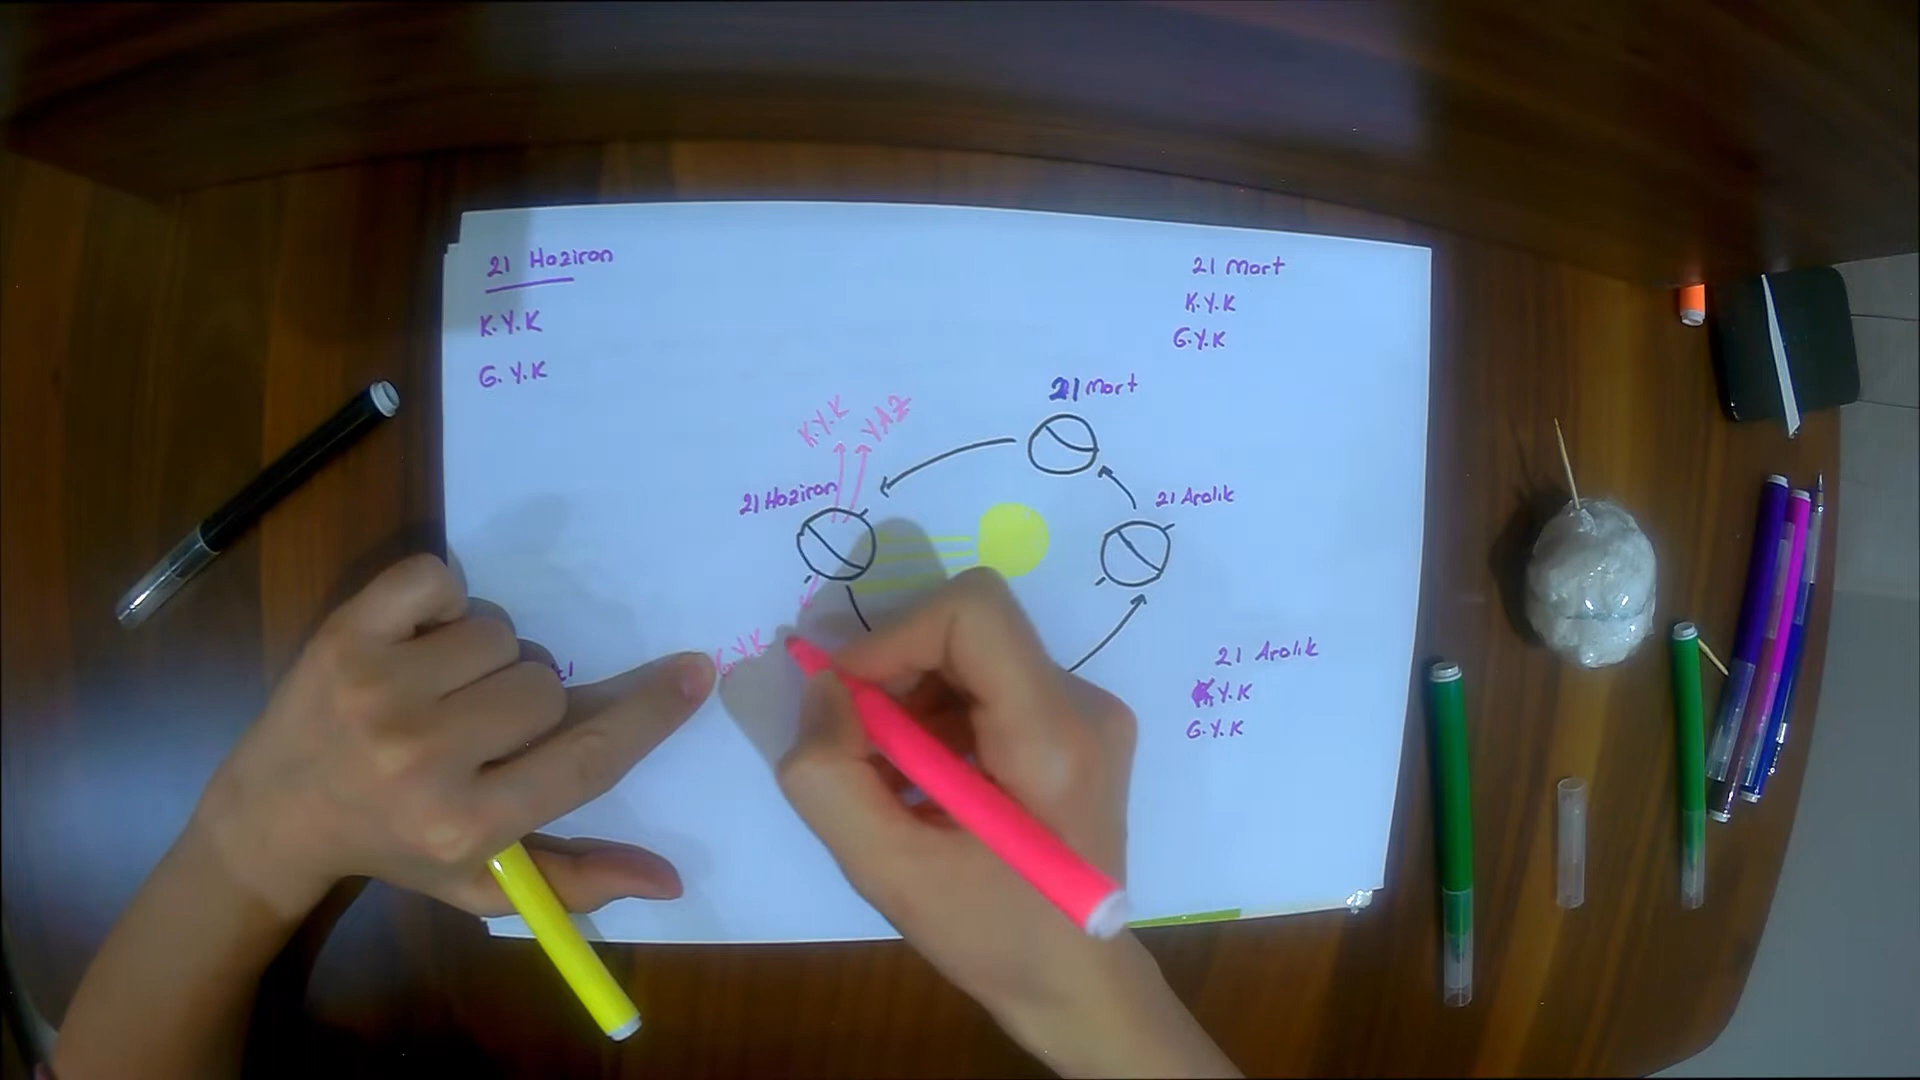 21 Haziran
K.Y.K
G.Y.K
21 Mart
K.Y.K
G.Y.K
21 Mart
K.Y.K
YAZ
21 Haziran
21 Aralık
G.Y.K
21 Aralık
Y.K
G.Y.K